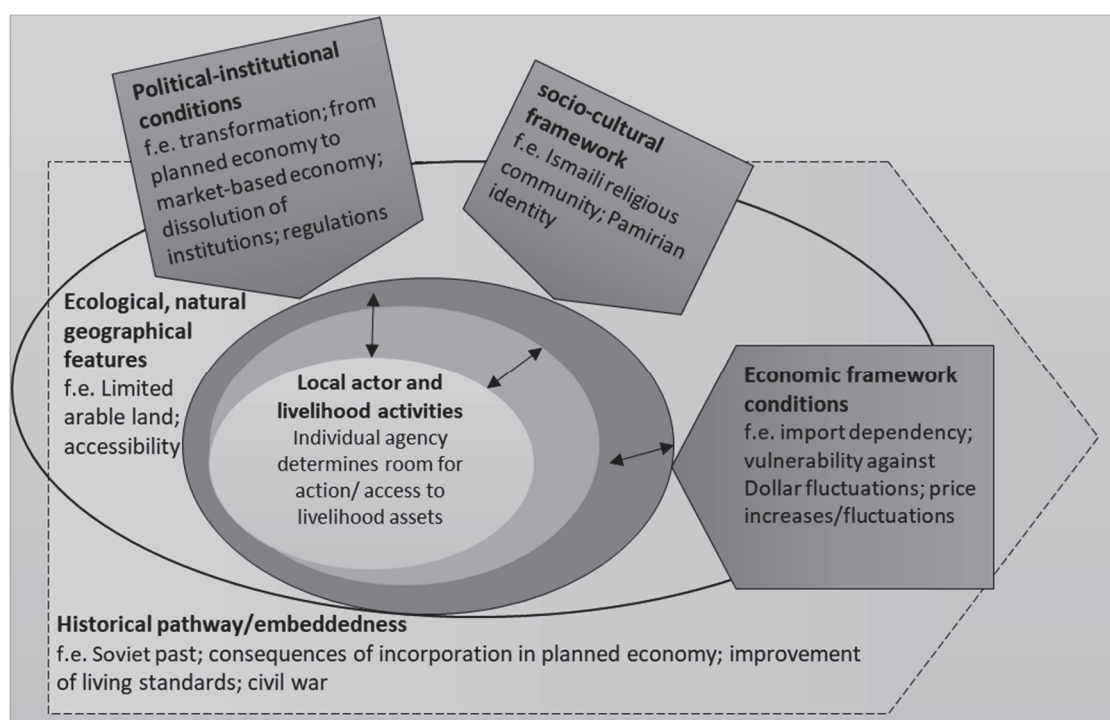 Political-institutional
conditions
f.e. transformation; from
planned economy to
market-based economy;
dissolution of
institutions; regulations
socio-cultural
framework
f.e. Ismaili religious
community; Pamirian
identity
Ecological, natural
geographical
features
f.e. Limited
arable land;
accessibility
Local actor and
livelihood activities
Individual agency
determines room for
action/ access to
livelihood assets
Economic framework
conditions
f.e. import dependency;
vulnerability against
Dollar fluctuations; price
increases/fluctuations
Historical pathway/embeddedness
f.e. Soviet past; consequences of incorporation in planned economy; improvement
of living standards; civil war